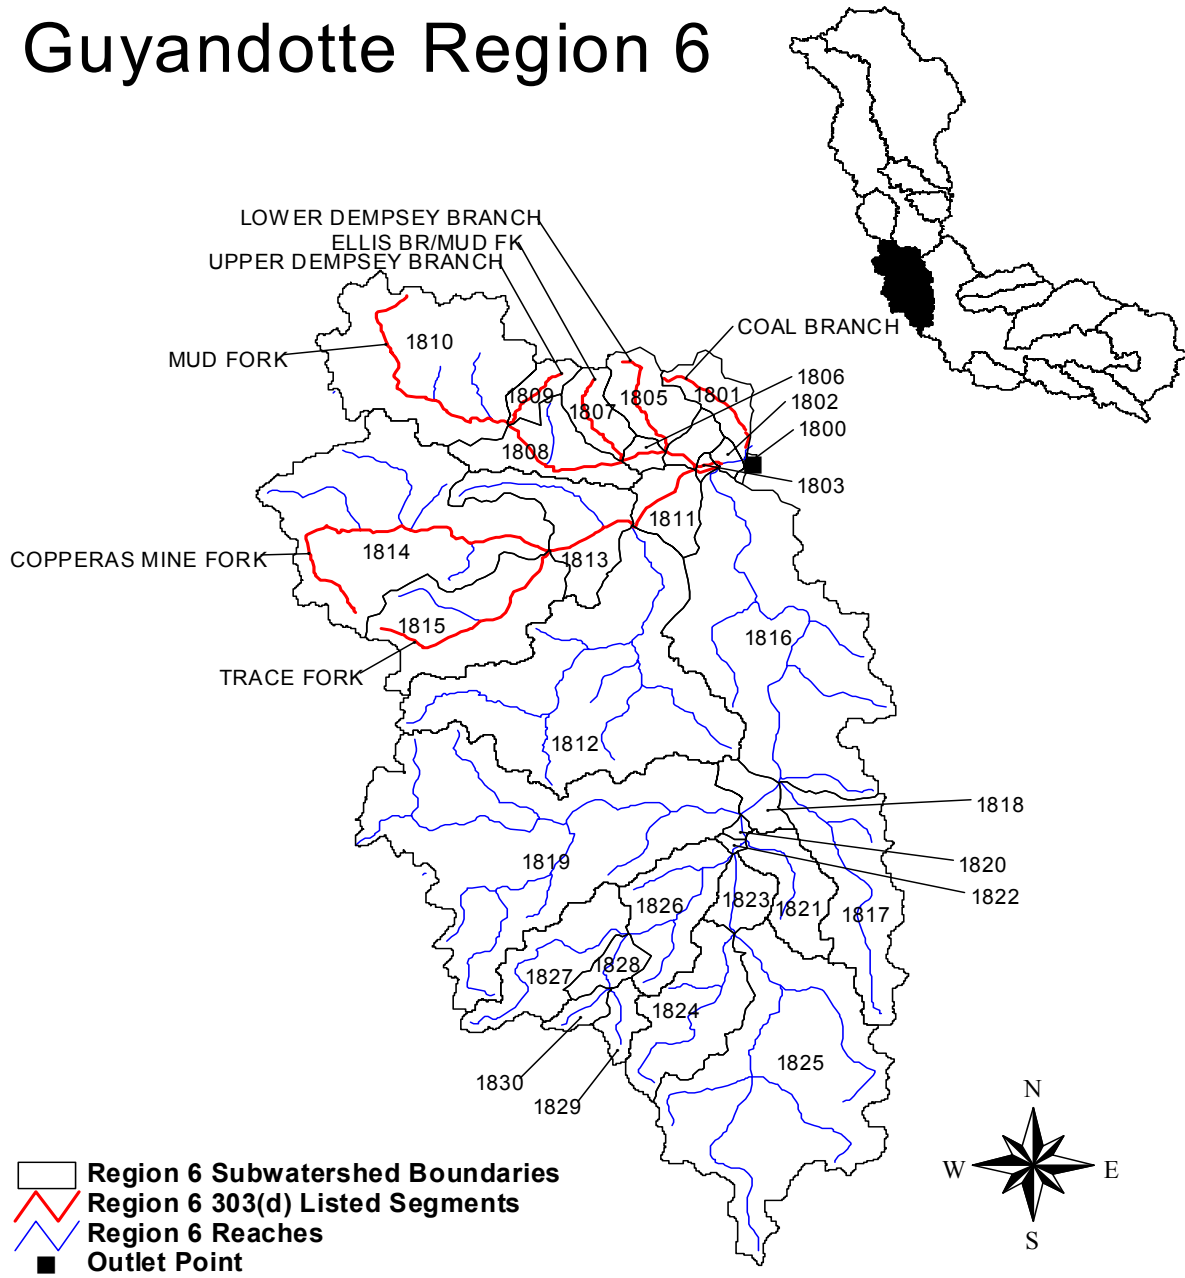 Guyandotte Region 6
LOWER DEMPSEY BRANCH
ELLIS BR/MUD FK
UPPER DEMPSEY BRANCH
COAL BRANCH
MUD FORK
1810
1806
1809
1807
1805
1801
1802
1800
1808
1803
1811
COPPERAS MINE FORK
1814
1813
1815
1816
TRACE FORK
1812
1818
1819
1820
1822
1826
1823
1821
1817
1827
1828
1824
1825
1830
1829
N
W
E
S
Region 6 Subwatershed Boundaries
Region 6 303(d) Listed Segments
Region 6 Reaches
Outlet Point